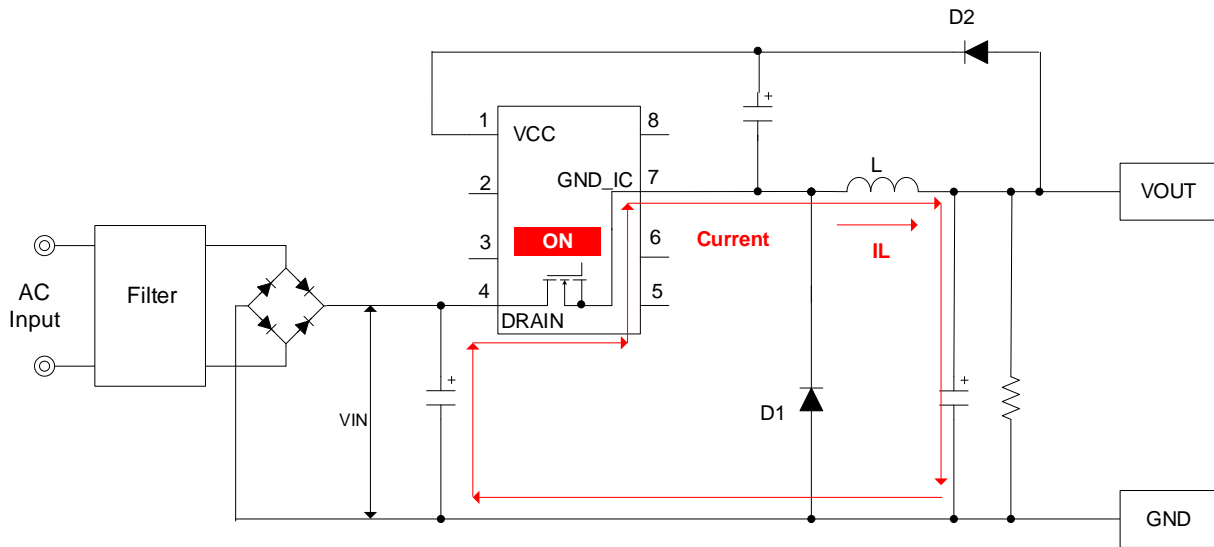 D2
+
1
VCC
8
2
GND_IC
7
L
VOUT
3
ON
6
Current
IL
AC
Input
Filter
4
5
DRAIN
+
+
VIN
D1
GND